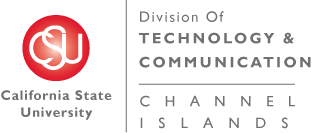 CSU
California State
University
Division Of
TECHNOLOGY &
COMMUNICATION
CHANNEL
ISLANDS